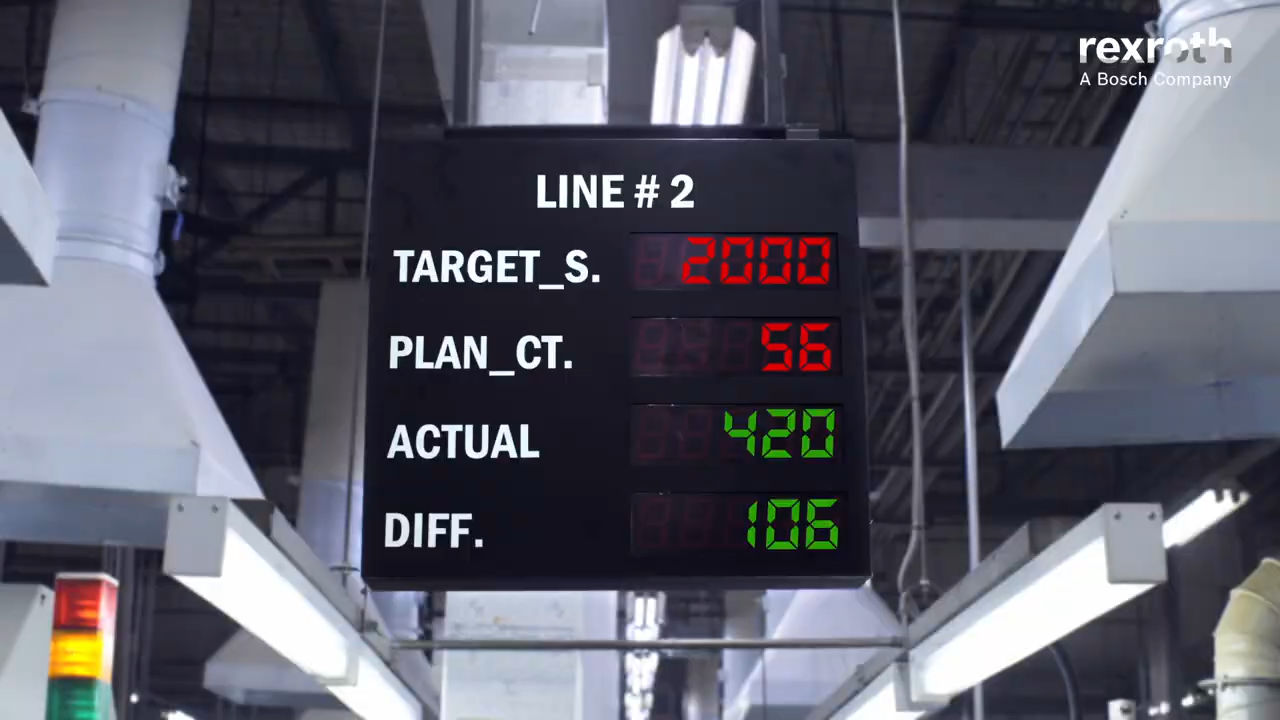 rexroth
A Bosch Company
LINE # 2
TARGET_S. 2000
PLAN_CT. 56
ACTUAL 420
DIFF. 106